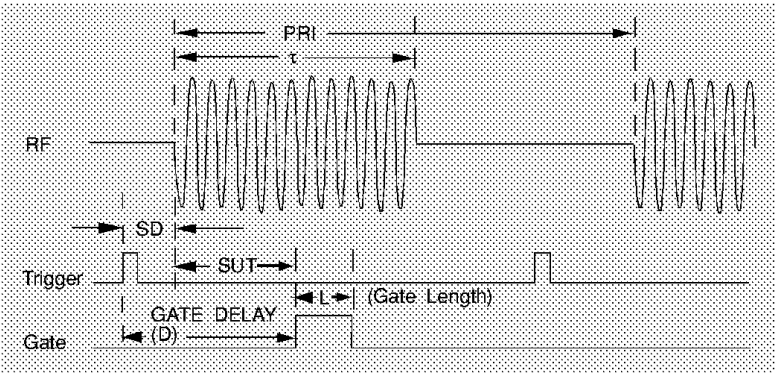 PRI
τ
RF
SD
SUT
Trigger
L (Gate Length)
GATE DELAY
(D)
Gate